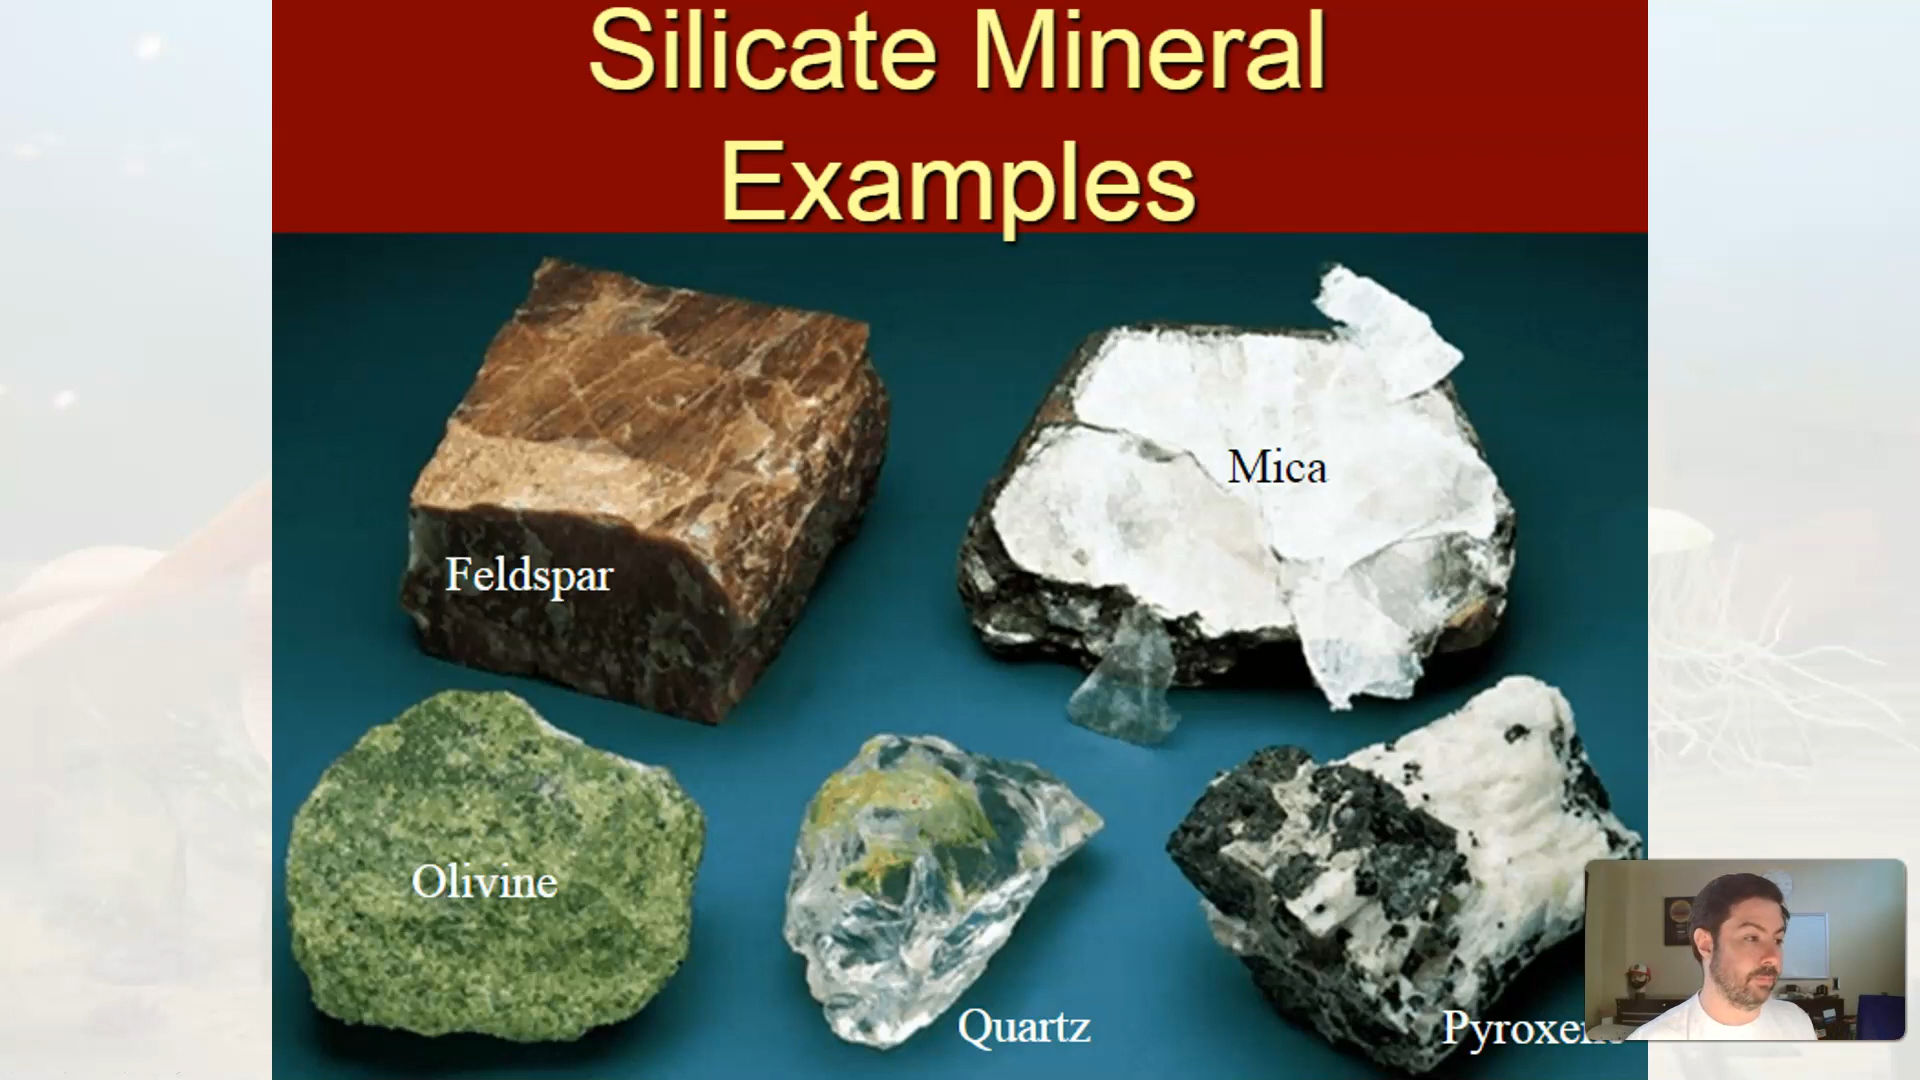 Silicate Mineral
Examples
Mica
Feldspar
Olivine
Quartz